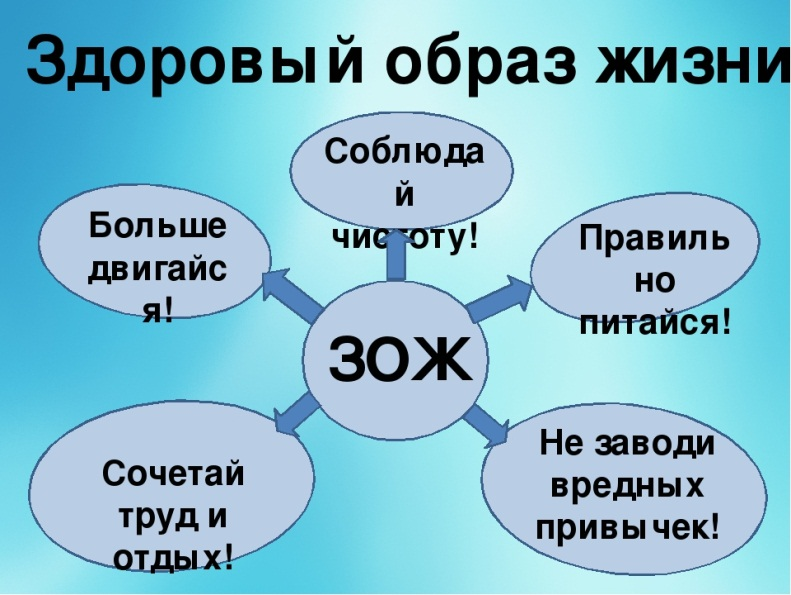 Здоровый образ жизни
Соблюда
й
чистоту!
Больше
двигайс
я!
Правиль
но
питайся!
ЗОЖ
Сочетай
труд и
отдых!
Не заводи
вредных
привычек!